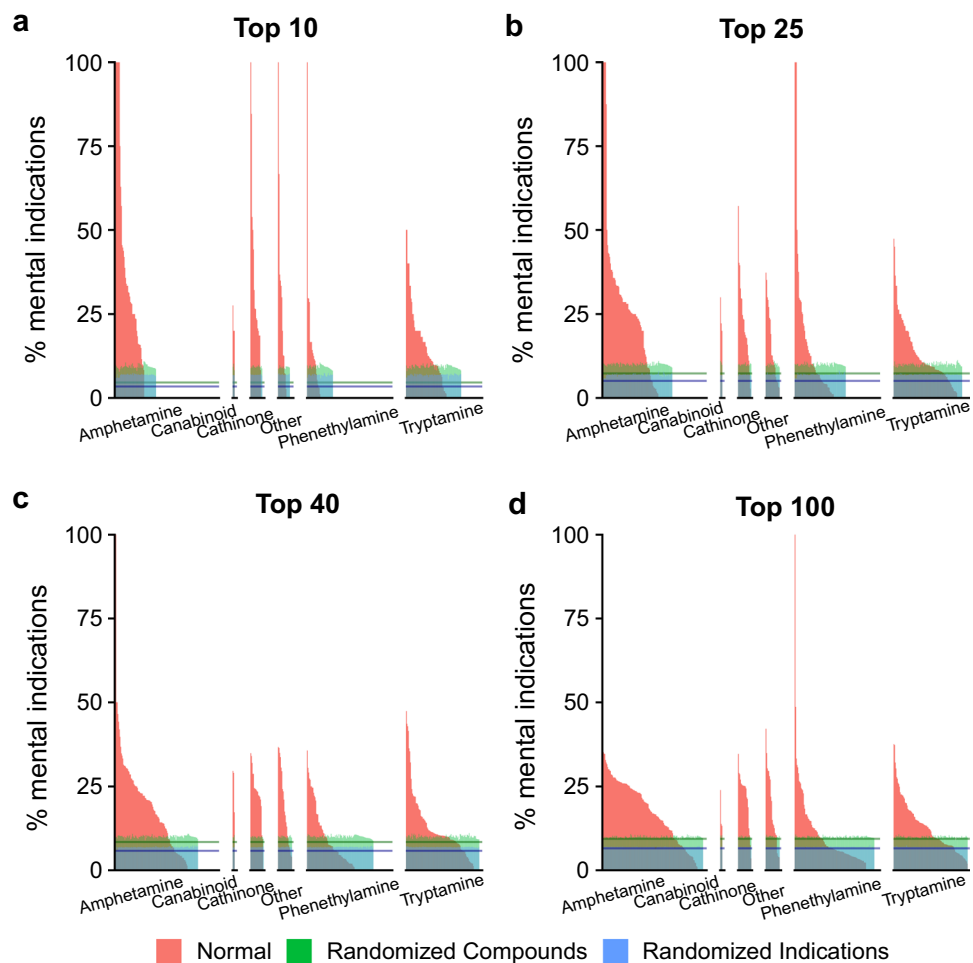 a
Top 10
% mental indications
100
75
50
25
0
Amphetamine
Canabinoid
Cathinone
Other
Phenethylamine
Tryptamine
b
Top 25
% mental indications
100
75
50
25
0
Amphetamine
Canabinoid
Cathinone
Other
Phenethylamine
Tryptamine
c
Top 40
% mental indications
100
75
50
25
0
Amphetamine
Canabinoid
Cathinone
Other
Phenethylamine
Tryptamine
d
Top 100
% mental indications
100
75
50
25
0
Amphetamine
Canabinoid
Cathinone
Other
Phenethylamine
Tryptamine
Normal Randomized Compounds Randomized Indications